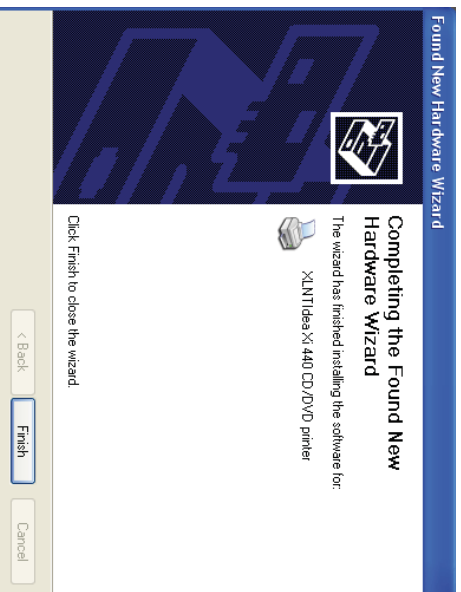 Found New Hardware Wizard
Completing the Found New
Hardware Wizard
The wizard has finished installing the software for:
XLNTIdea Xi 440 CD/DVD printer
Click Finish to close the wizard.
< Back
Finish
Cancel